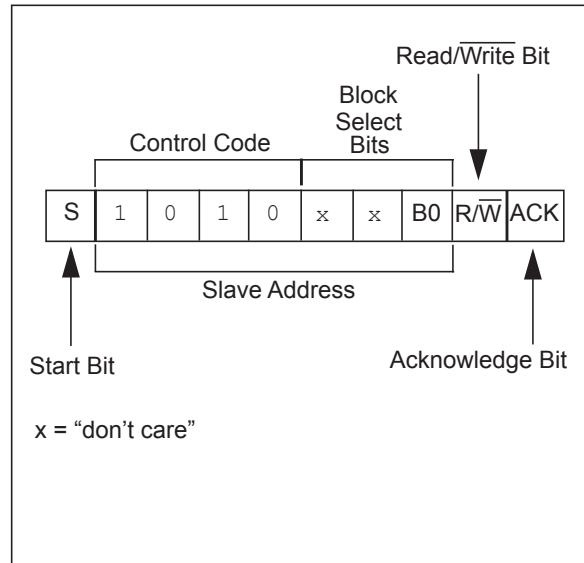 Read/Write Bit
Block
Select
Bits
Control Code
S 1 0 1 0 x x B0 R/W ACK
Slave Address
Start Bit
Acknowledge Bit
x = “don’t care”